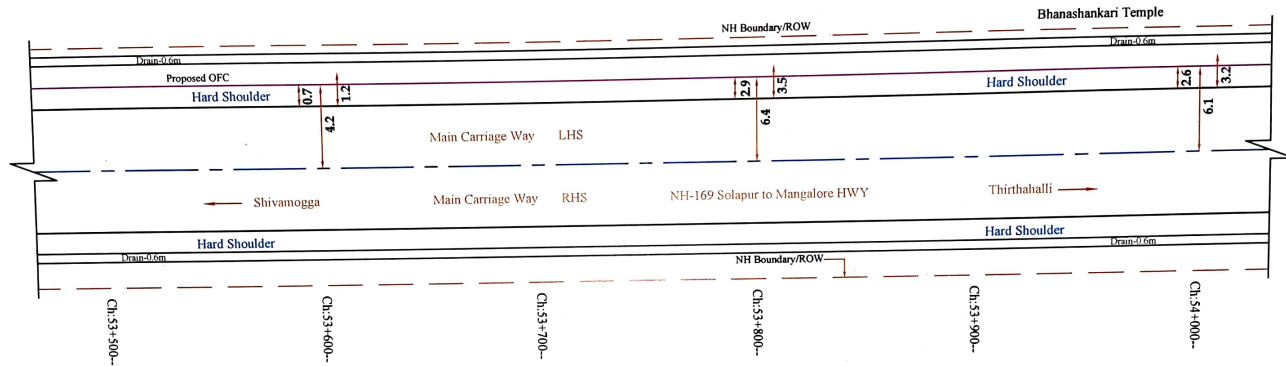 Bhanashankari Temple
NH Boundary/ROW
Drain-0.6m
Drain-0.6m
Proposed OFC
Hard Shoulder
0.7
1.2
4.2
2.9
3.5
6.4
Hard Shoulder
2.6
3.2
6.1
Main Carriage Way LHS
Shivamogga
Main Carriage Way RHS
NH-169 Solapur to Mangalore HWY
Thirthahalli
Hard Shoulder
Hard Shoulder
Drain-0.6m
Drain-0.6m
NH Boundary/ROW
Ch:53+500--
Ch:53+600--
Ch:53+700--
Ch:53+800--
Ch:53+900--
Ch:54+000--